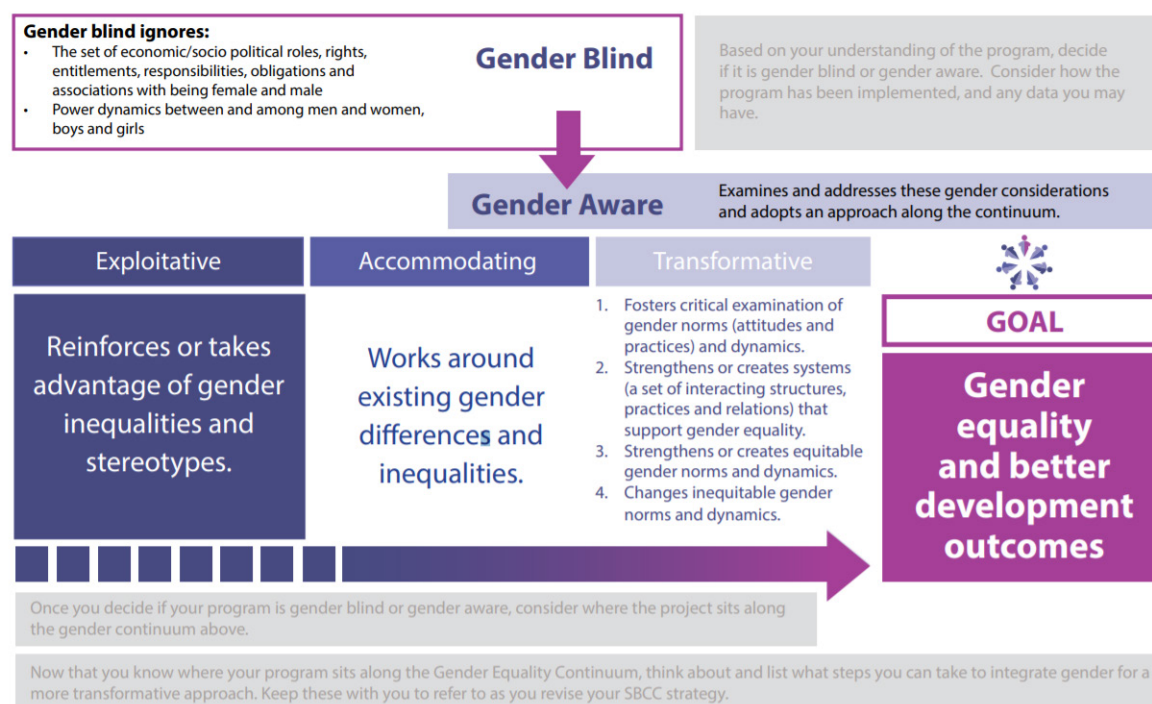 Gender blind ignores:
• The set of economic/socio political roles, rights,
entitlements, responsibilities, obligations and
associations with being female and male
• Power dynamics between and among men and women,
boys and girls
Gender Blind
Based on your understanding of the program, decide
if it is gender blind or gender aware. Consider how the
program has been implemented, and any data you may
have.
Gender Aware
Examines and addresses these gender considerations
and adopts an approach along the continuum.
Exploitative
Reinforces or takes
advantage of gender
inequalities and
stereotypes.
Accommodating
Works around
existing gender
differences and
inequalities.
Transformative
1. Fosters critical examination of
gender norms (attitudes and
practices) and dynamics.
2. Strengthens or creates systems
(a set of interacting structures,
practices and relations) that
support gender equality.
3. Strengthens or creates equitable
gender norms and dynamics.
4. Changes inequitable gender
norms and dynamics.
GOAL
Gender
equality
and better
development
outcomes
Once you decide if your program is gender blind or gender aware, consider where the project sits along
the gender continuum above.
Now that you know where your program sits along the Gender Equality Continuum, think about and list what steps you can take to integrate gender for a
more transformative approach. Keep these with you to refer to as you revise your SBCC strategy.